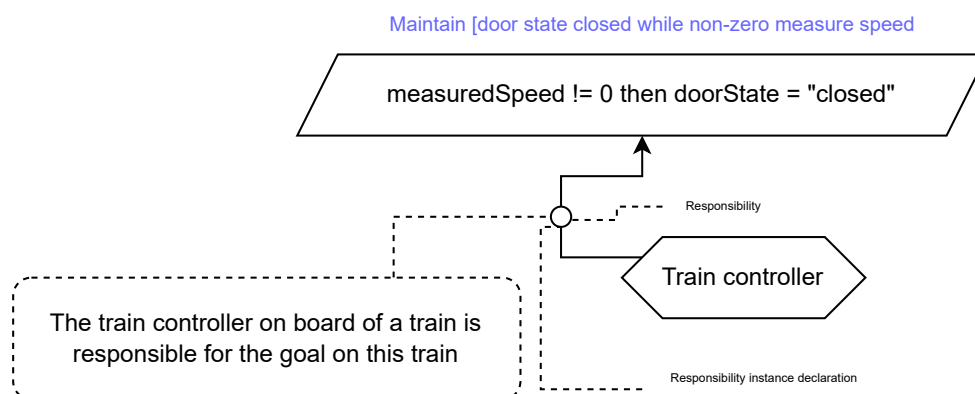 Maintain [door state closed while non-zero measure speed
measuredSpeed != 0 then doorState = "closed"
Responsibility
Train controller
The train controller on board of a train is
responsible for the goal on this train
Responsibility instance declaration